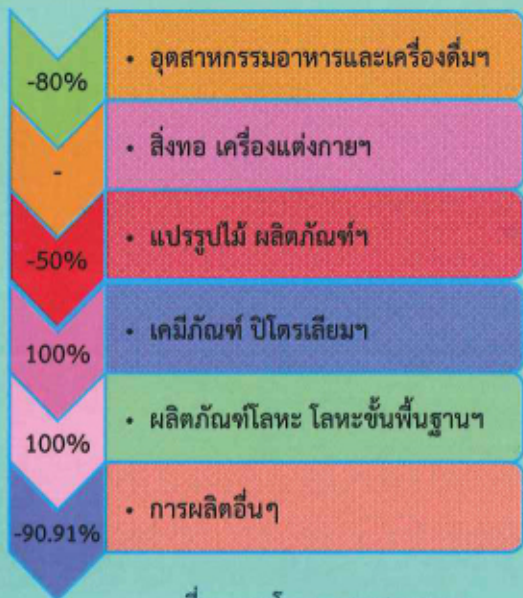 -80%
• อุตสาหกรรมอาหารและเครื่องดื่มฯ
-
• สิ่งทอ เครื่องแต่งกายฯ
-50%
• แปรรูปไม้ ผลิตภัณฑ์ฯ
100%
• เคมีภัณฑ์ ปิโตรเลียมฯ
100%
• ผลิตภัณฑ์โลหะ โลหะขั้นพื้นฐานฯ
-90.91%
• การผลิตอื่นๆ